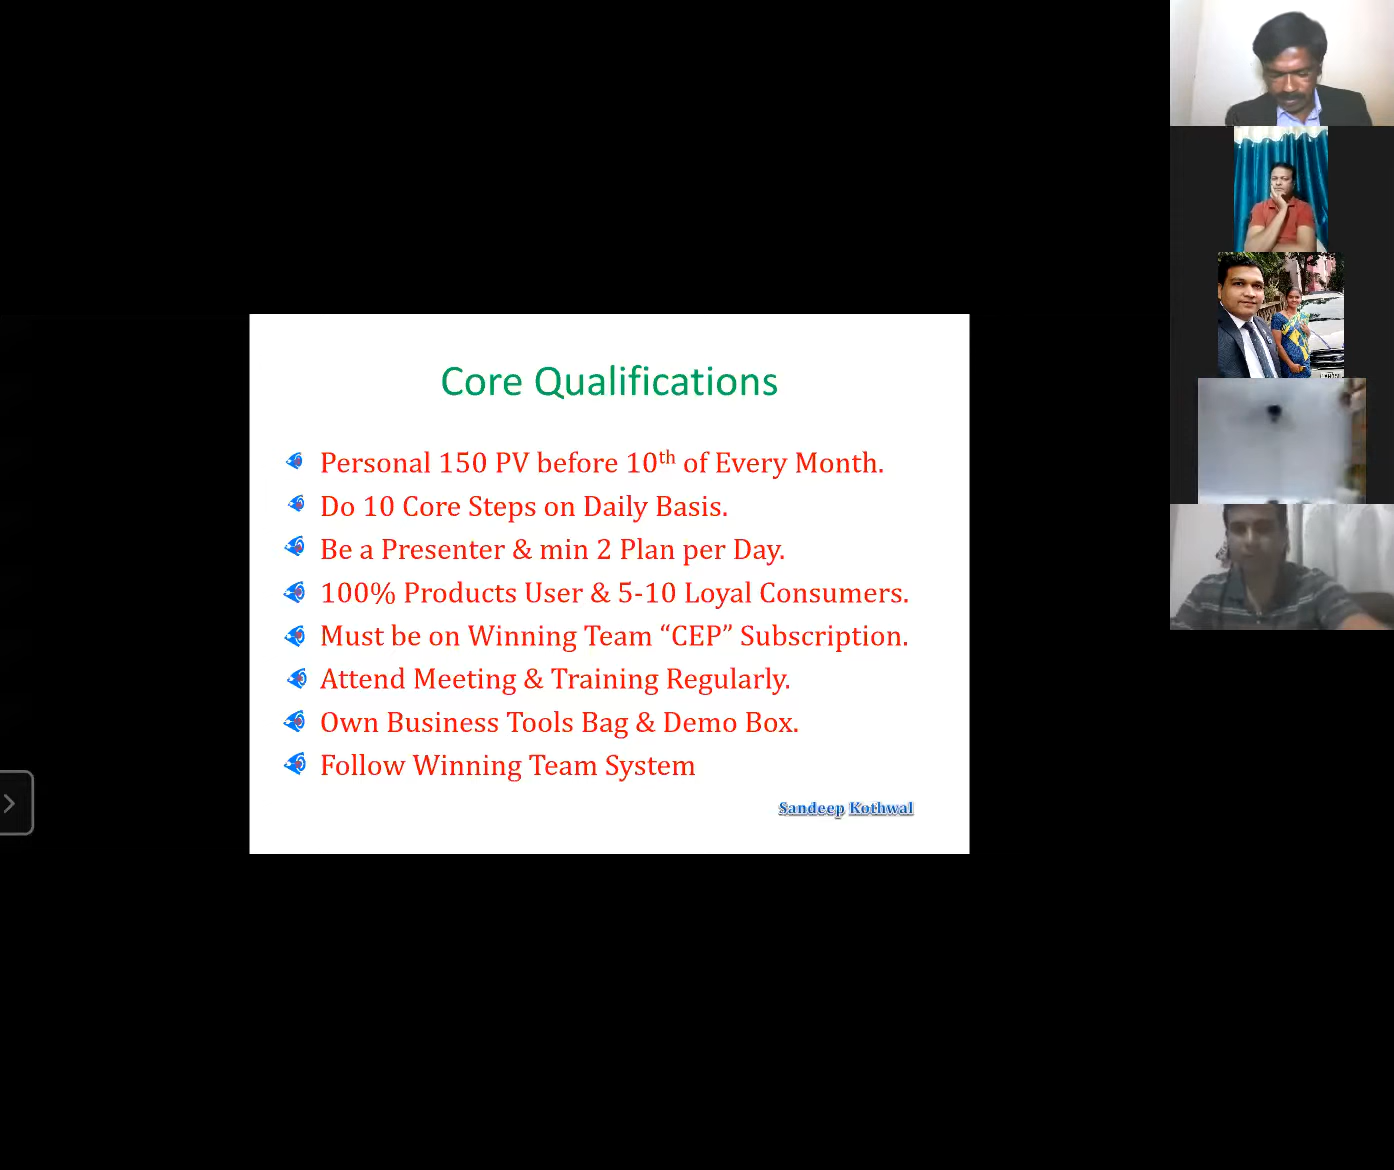 Core Qualifications
Personal 150 PV before 10th of Every Month.
Do 10 Core Steps on Daily Basis.
Be a Presenter & min 2 Plan per Day.
100% Products User & 5-10 Loyal Consumers.
Must be on Winning Team “CEP” Subscription.
Attend Meeting & Training Regularly.
Own Business Tools Bag & Demo Box.
Follow Winning Team System
Sandeep Kothwal